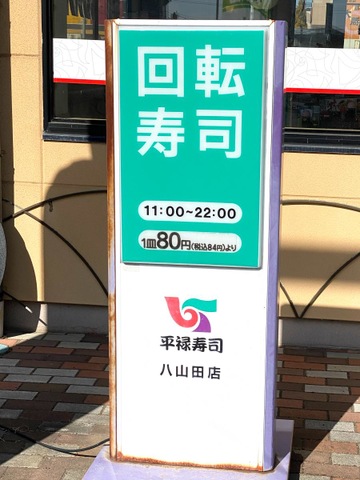 回転
寿司
11:00~22:00
1皿80円(税込84円)より
平禄寿司
八山田店